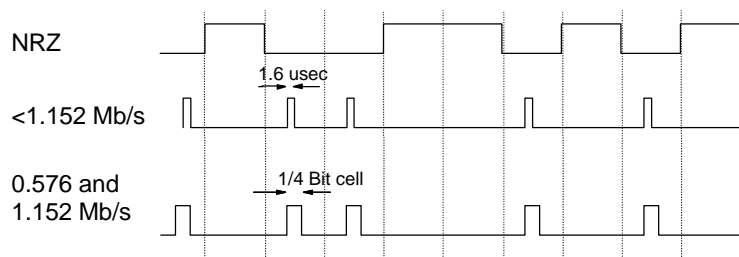 NRZ
1.6 usec
<1.152 Mb/s
1/4 Bit cell
0.576 and
1.152 Mb/s